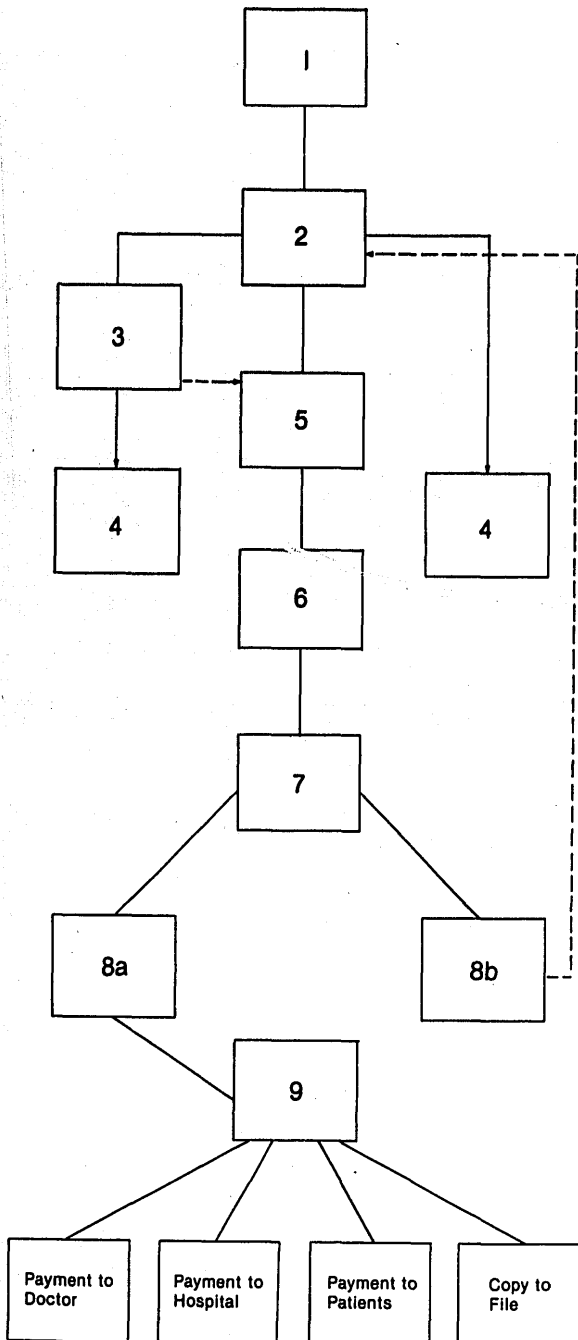 1
2
3
5
4
4
6
7
8a
8b
9
Payment to
Doctor
Payment to
Hospital
Payment to
Patients
Copy to
File